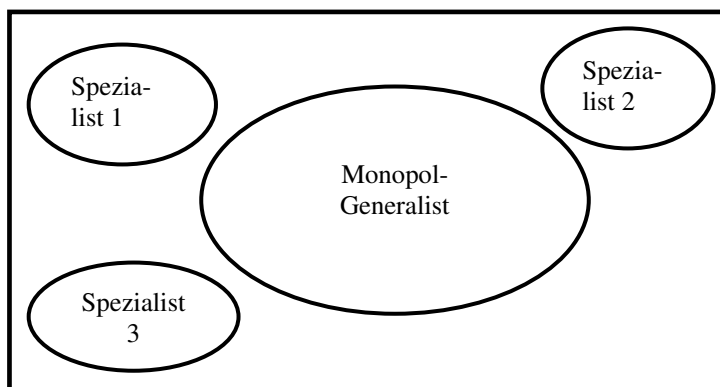 Spezia-
list 1
Spezia-
list 2
Monopol-
Generalist
Spezialist
3